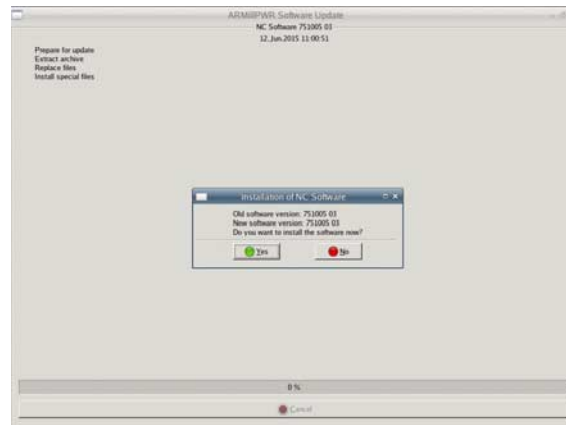 ARMillPWR Software Update
NC Software 751005 03
12.Jun.2015 11:00:51
Prepare for update
Extract archive
Replace files
Install special files
Installation of NC Software
Old software version: 751005 03
New software version: 751005 03
Do you want to install the software now?
Yes
No
0 %
Cancel